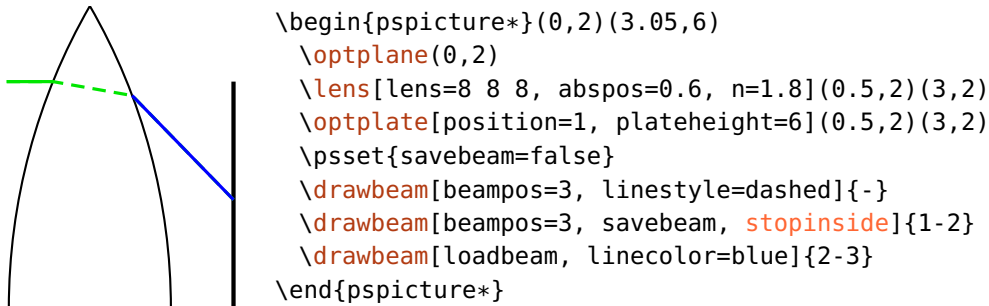 \begin{pspicture*}(0,2)(3.05,6)
\optplane(0,2)
\lens[lens=8 8 8, abspos=0.6, n=1.8](0.5,2)(3,2)
\optplate[position=1, plateheight=6](0.5,2)(3,2)
\psset{savebeam=false}
\drawbeam[beampos=3, linestyle=dashed]{-}
\drawbeam[beampos=3, savebeam, stopinside]{1-2}
\drawbeam[loadbeam, linecolor=blue]{2-3}
\end{pspicture*}